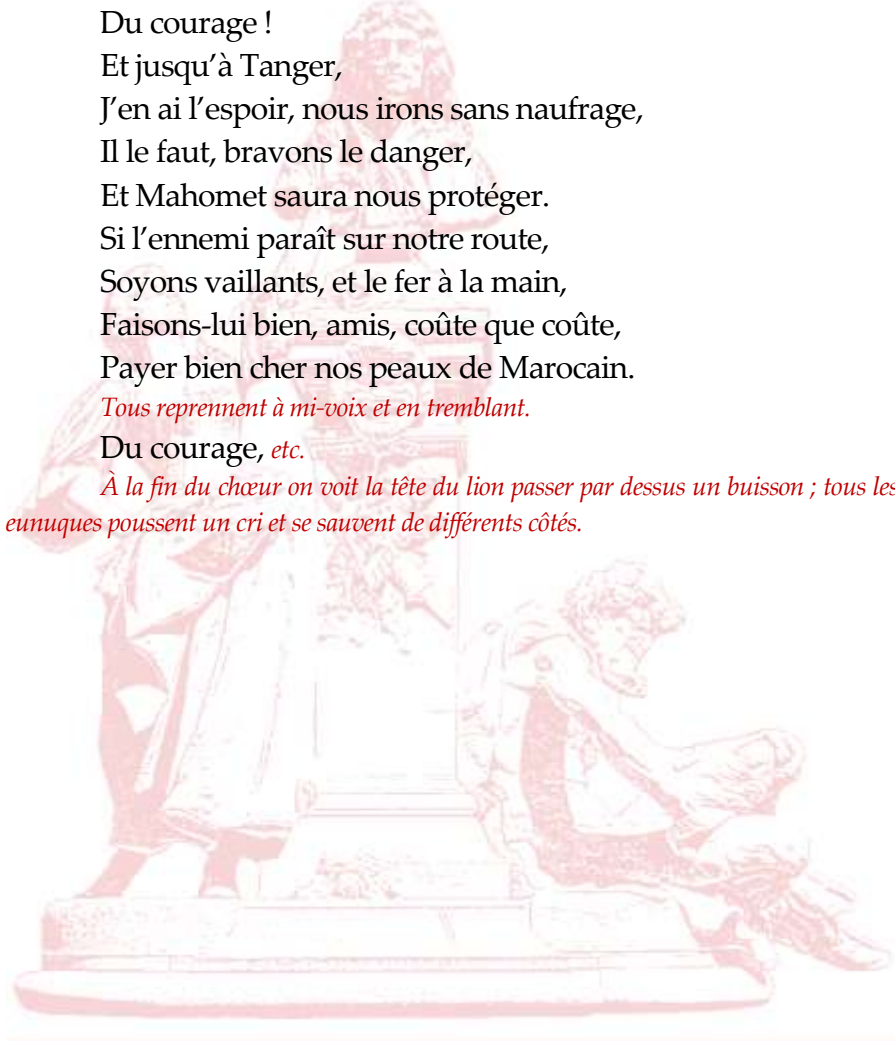 Du courage !
Et jusqu’à Tanger,
J’en ai l’espoir, nous irons sans naufrage,
Il le faut, bravons le danger,
Et Mahomet saura nous protéger.
Si l’ennemi paraît sur notre route,
Soyons vaillants, et le fer à la main,
Faisons-lui bien, amis, coûte que coûte,
Payer bien cher nos peaux de Marocain.
Tous reprennent à mi-voix et en tremblant.
Du courage, etc.
À la fin du chœur on voit la tête du lion passer par dessus un buisson ; tous les
eunuques poussent un cri et se sauvent de différents côtés.